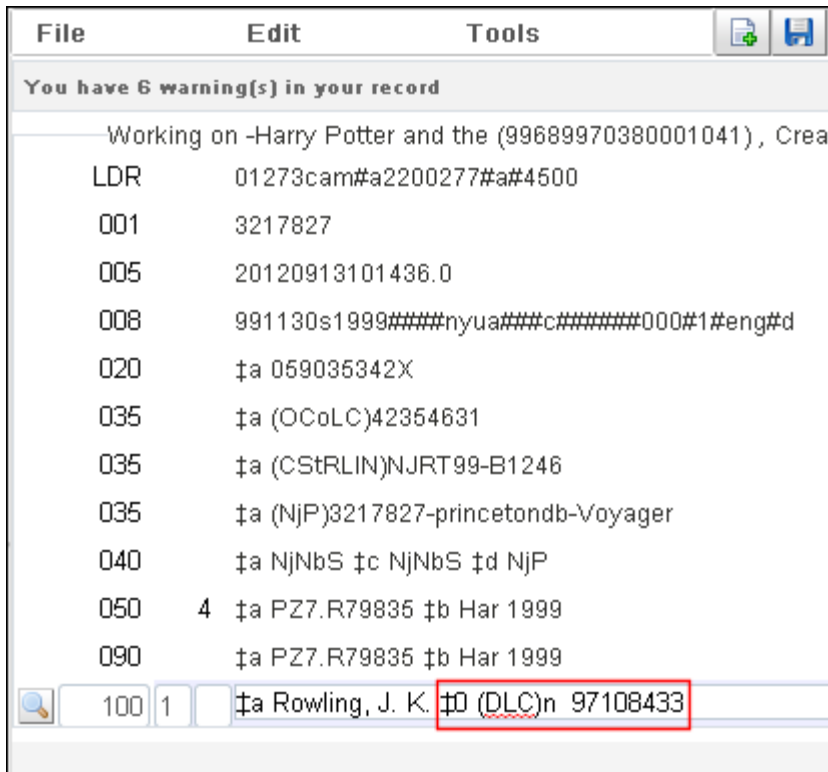 File Edit Tools
You have 6 warning(s) in your record
Working on -Harry Potter and the (99689970380001041) , Crea
LDR 01273cam#a2200277#a#4500
001 3217827
005 20120913101436.0
008 991130s1999####nyua###c######000#1#eng#d
020 ‡a 059035342X
035 ‡a (OCoLC)42354631
035 ‡a (CStRLIN)NJRT99-B1246
035 ‡a (NjP)3217827-princetondb-Voyager
040 ‡a NjNbS ‡c NjNbS ‡d NjP
050 4 ‡a PZ7.R79835 ‡b Har 1999
090 ‡a PZ7.R79835 ‡b Har 1999
100 1 ‡a Rowling, J. K. ‡0 (DLC)n  97108433